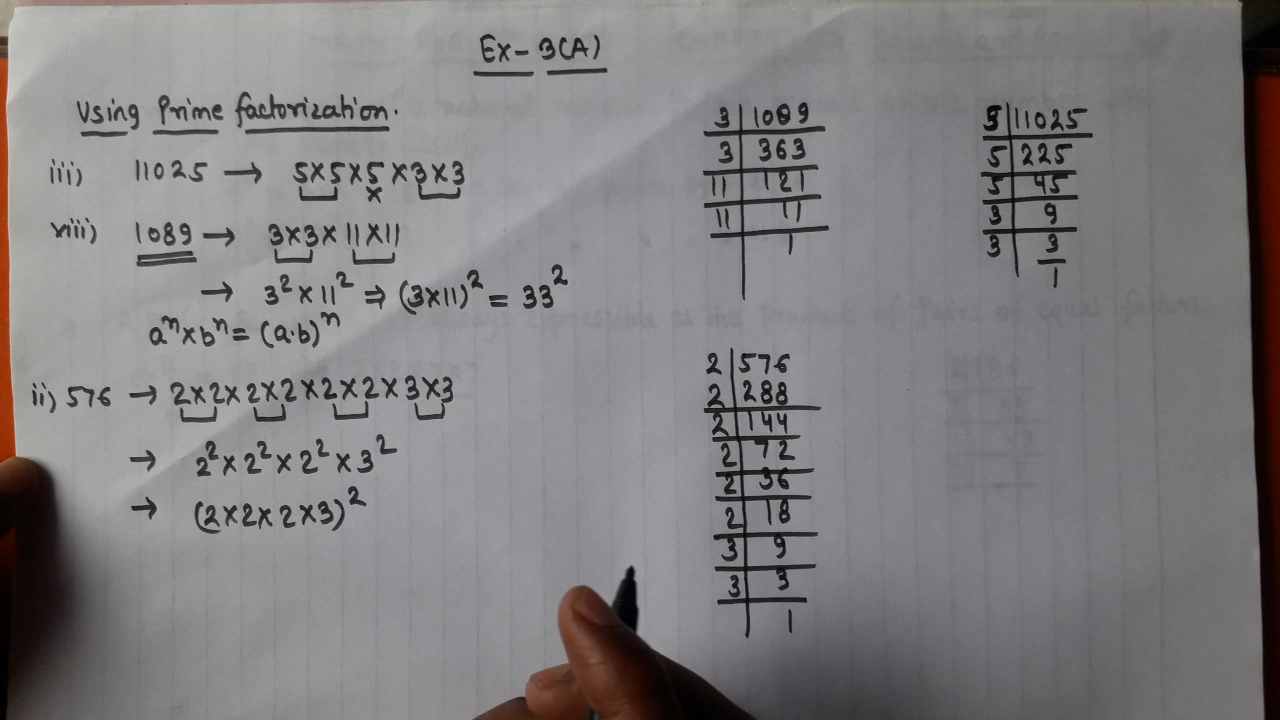 Ex- 3(A)
Using Prime factorization.
iii) 11025 → 5×5×5×3×3
×
xiii) 1089 → 3×3×11×11
→ 3²×11² ⇒ (3×11)² = 33²
aⁿ×bⁿ = (a·b)ⁿ
ii) 576 → 2×2×2×2×2×2×3×3
→ 2²×2²×2²×3²
→ (2×2×2×3)²
3 | 1089
3 | 363
11 | 121
11 | 11
1
5 | 11025
5 | 225
5 | 45
3 | 9
3 | 3
1
2 | 576
2 | 288
2 | 144
2 | 72
2 | 36
2 | 18
3 | 9
3 | 3
1